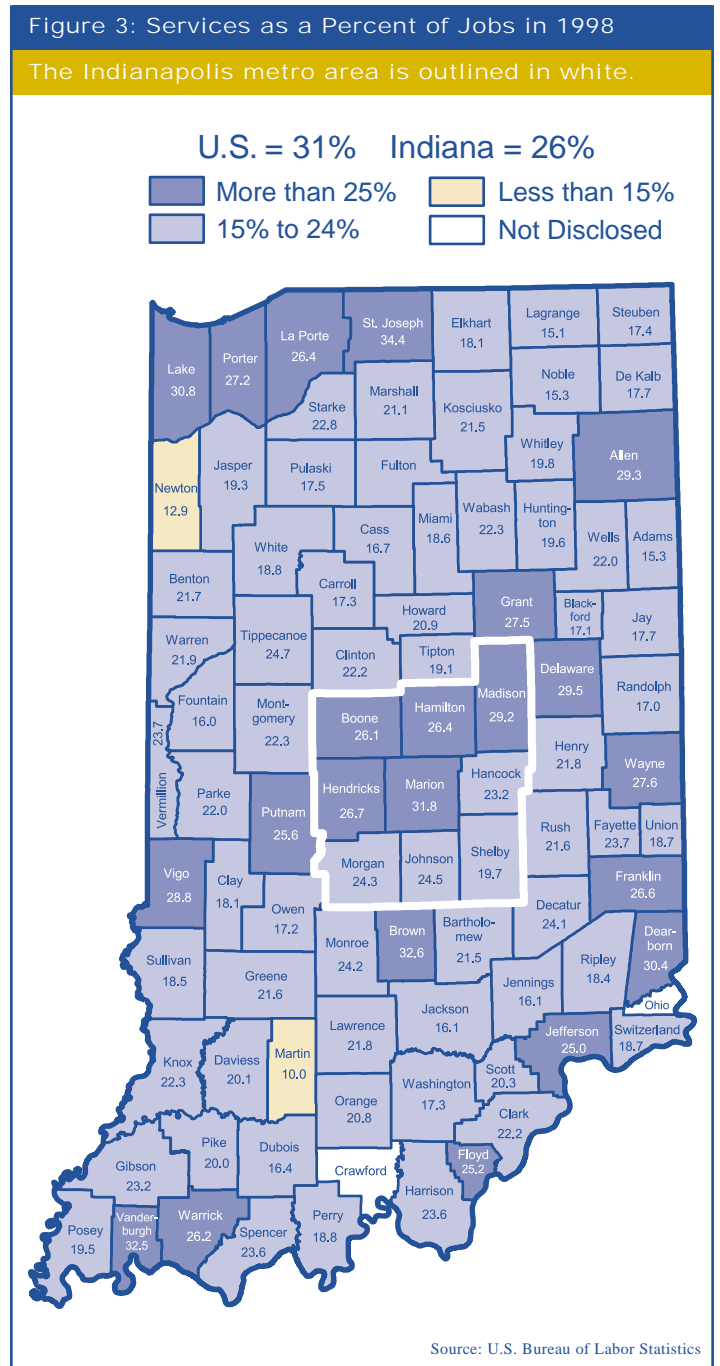 Figure 3: Services as a Percent of Jobs in 1998
The Indianapolis metro area is outlined in white.
U.S. = 31% Indiana = 26%
More than 25%
Less than 15%
15% to 24%
Not Disclosed
Lake
30.8
Porter
27.2
La Porte
26.4
St. Joseph
34.4
Elkhart
18.1
Lagrange
15.1
Steuben
17.4
Starke
22.8
Marshall
21.1
Kosciusko
21.5
Noble
15.3
De Kalb
17.7
Whitley
19.8
Allen
29.3
Newton
12.9
Jasper
19.3
Pulaski
17.5
Fulton
White
18.8
Cass
16.7
Miami
18.6
Wabash
22.3
Hunting-
ton
19.6
Wells
22.0
Adams
15.3
Benton
21.7
Carroll
17.3
Howard
20.9
Grant
27.5
Black-
ford
17.1
Jay
17.7
Warren
21.9
Tippecanoe
24.7
Clinton
22.2
Tipton
19.1
Madison
29.2
Delaware
29.5
Randolph
17.0
Fountain
16.0
Mont-
gomery
22.3
Boone
26.1
Hamilton
26.4
Henry
21.8
Wayne
27.6
Vermillion 23.7
Parke
22.0
Putnam
25.6
Hendricks
26.7
Marion
31.8
Hancock
23.2
Rush
21.6
Fayette
23.7
Union
18.7
Vigo
28.8
Clay
18.1
Owen
17.2
Morgan
24.3
Johnson
24.5
Shelby
19.7
Franklin
26.6
Decatur
24.1
Sullivan
18.5
Greene
21.6
Monroe
24.2
Brown
32.6
Bartholo-
mew
21.5
Jennings
16.1
Ripley
18.4
Dear-
born
30.4
Ohio
Knox
22.3
Daviess
20.1
Martin
10.0
Lawrence
21.8
Jackson
16.1
Jefferson
25.0
Switzerland
18.7
Scott
20.3
Orange
20.8
Washington
17.3
Clark
22.2
Gibson
23.2
Pike
20.0
Dubois
16.4
Crawford
Floyd
25.2
Harrison
23.6
Posey
19.5
Vander-
burgh
32.5
Warrick
26.2
Spencer
23.6
Perry
18.8
Source: U.S. Bureau of Labor Statistics